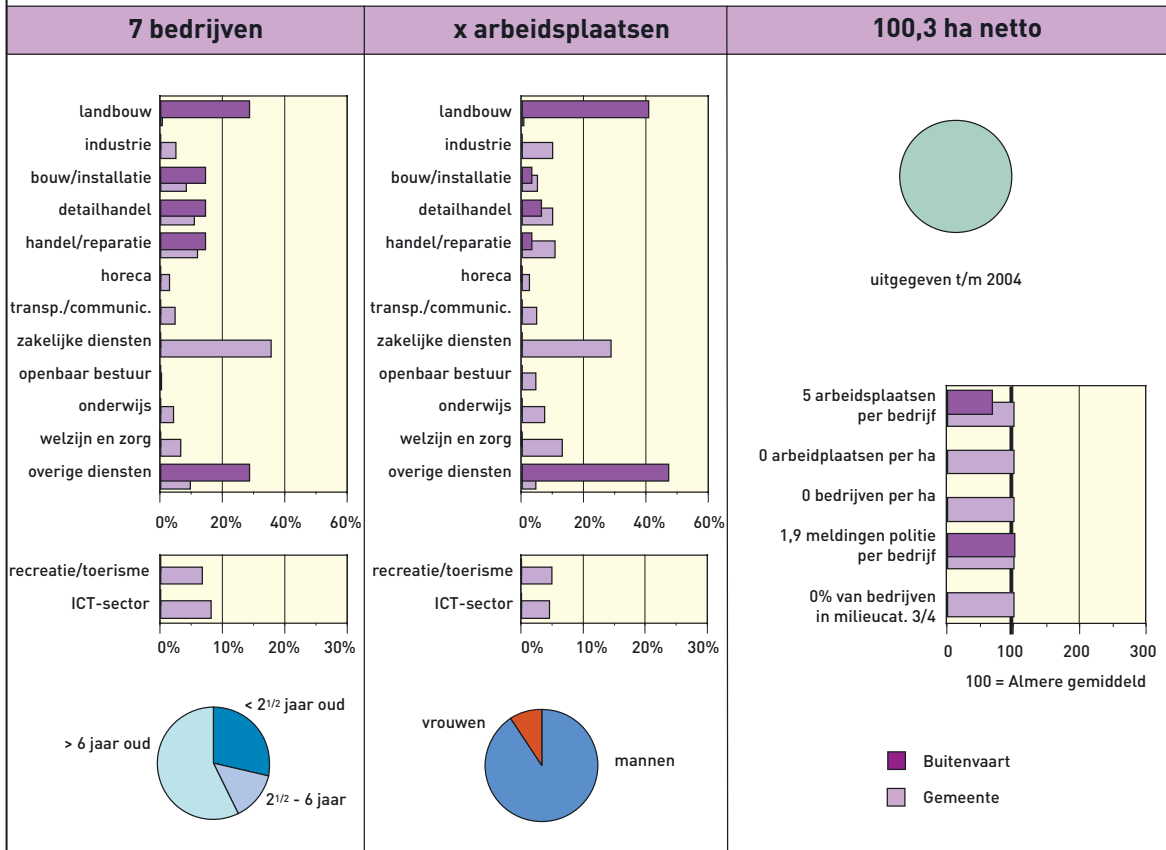 7 bedrijven
landbouw
industrie
bouw/installatie
detailhandel
handel/reparatie
horeca
transp./communic.
zakelijke diensten
openbaar bestuur
onderwijs
welzijn en zorg
overige diensten
0% 20% 40% 60%
recreatie/toerisme
ICT-sector
0% 10% 20% 30%
< 2 1/2 jaar oud
> 6 jaar oud
2 1/2 - 6 jaar
x arbeidsplaatsen
landbouw
industrie
bouw/installatie
detailhandel
handel/reparatie
horeca
transp./communic.
zakelijke diensten
openbaar bestuur
onderwijs
welzijn en zorg
overige diensten
0% 20% 40% 60%
recreatie/toerisme
ICT-sector
0% 10% 20% 30%
vrouwen
mannen
100,3 ha netto
uitgegeven t/m 2004
5 arbeidsplaatsen
per bedrijf
0 arbeidplaatsen per ha
0 bedrijven per ha
1,9 meldingen politie
per bedrijf
0% van bedrijven
in milieucat. 3/4
0 100 200 300
100 = Almere gemiddeld
Buitenvaart
Gemeente